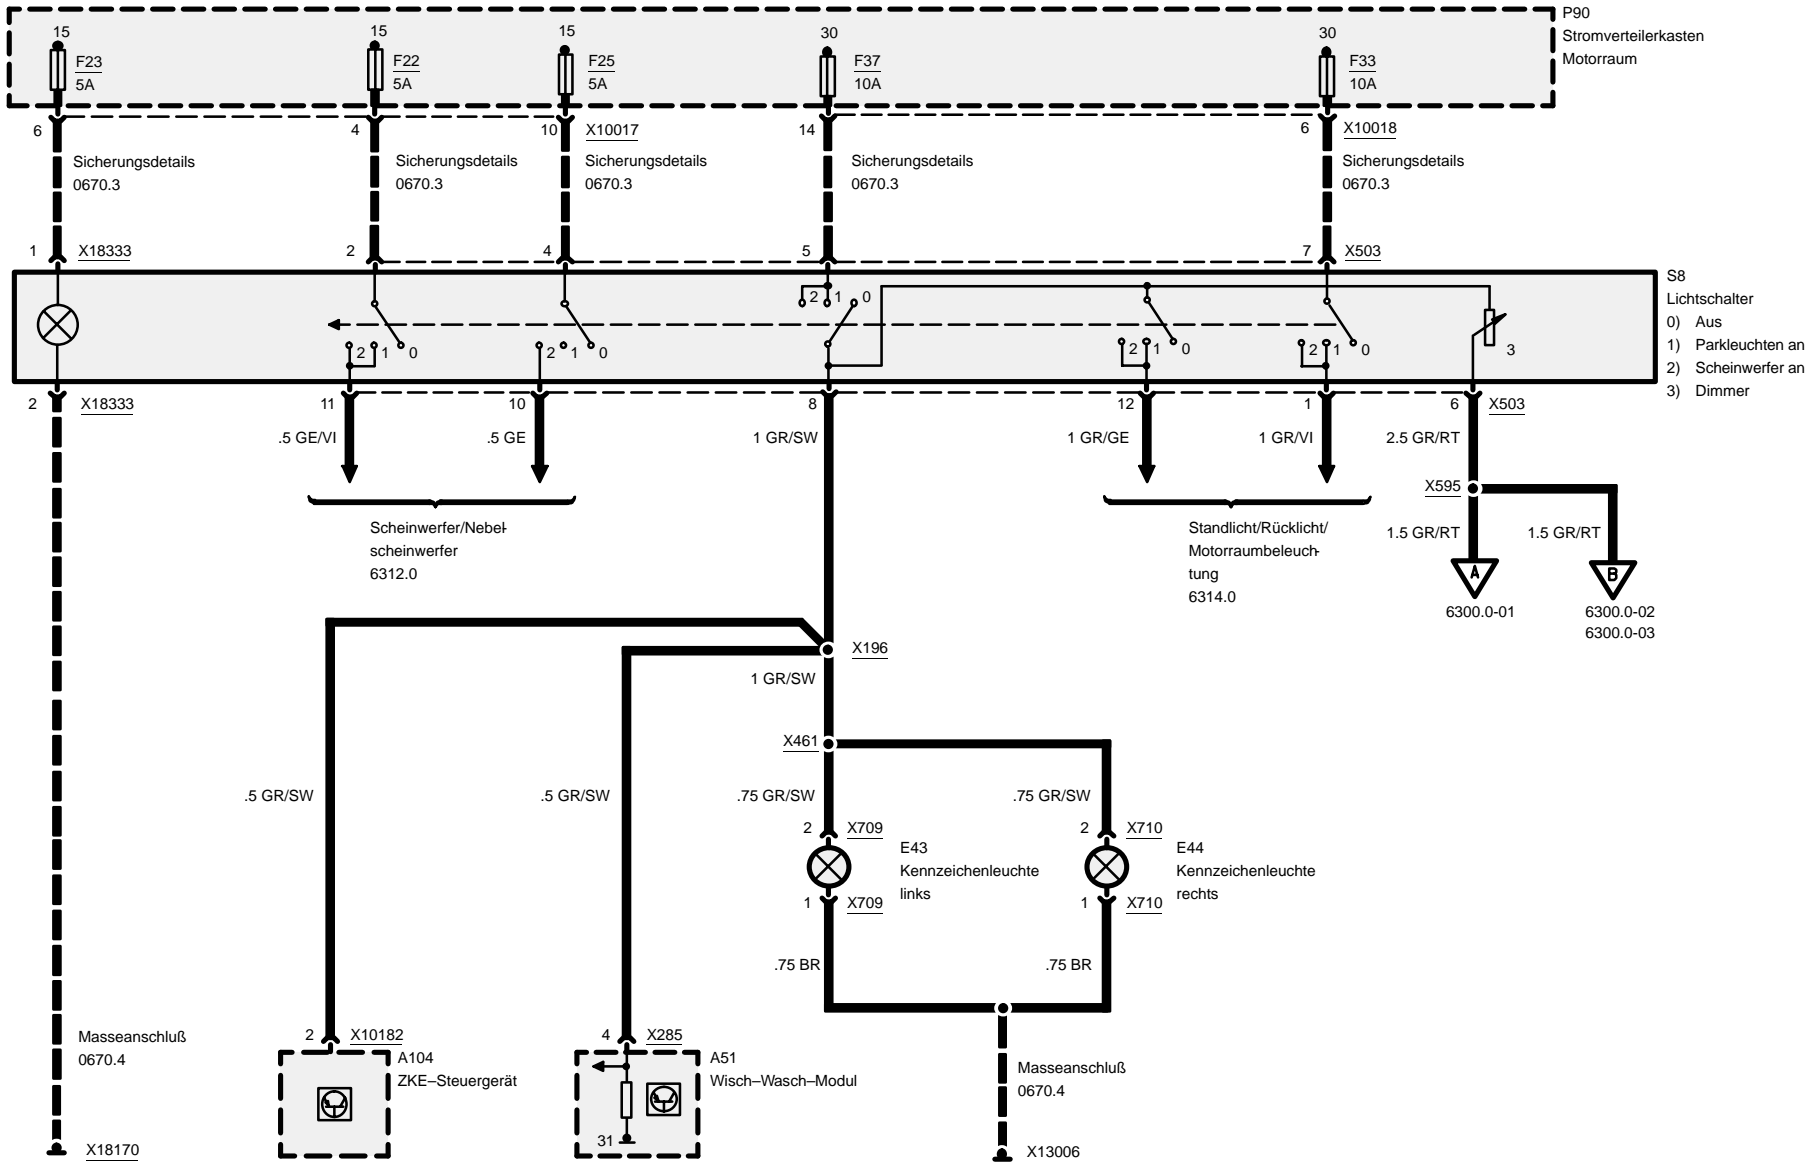 P90
Stromverteilerkasten
Motorraum
15
F23
5A
15
F22
5A
15
F25
5A
30
F37
10A
30
F33
10A
6
4
10
X10017
14
6
X10018
Sicherungsdetails
0670.3
Sicherungsdetails
0670.3
Sicherungsdetails
0670.3
Sicherungsdetails
0670.3
Sicherungsdetails
0670.3
1
X18333
2
4
5
7
X503
S8
Lichtschalter
0) Aus
1) Parkleuchten an
2) Scheinwerfer an
3) Dimmer
2 1 0
2 1 0
2 1 0
2 1 0
2 1 0
3
2
X18333
11
10
8
12
1
6
X503
.5 GE/VI
.5 GE
1 GR/SW
1 GR/GE
1 GR/VI
2.5 GR/RT
Scheinwerfer/Nebel-
scheinwerfer
6312.0
Standlicht/Rücklicht/
Motorraumbeleuch-
tung
6314.0
X595
1.5 GR/RT
1.5 GR/RT
A
B
6300.0-01
6300.0-02
6300.0-03
X196
1 GR/SW
X461
.5 GR/SW
.5 GR/SW
.75 GR/SW
.75 GR/SW
2
X709
2
X710
E43
Kennzeichenleuchte
links
E44
Kennzeichenleuchte
rechts
1
X709
1
X710
.75 BR
.75 BR
Masseanschluß
0670.4
2
X10182
A104
ZKE–Steuergerät
4
X285
A51
Wisch–Wasch–Modul
31
Masseanschluß
0670.4
X18170
X13006